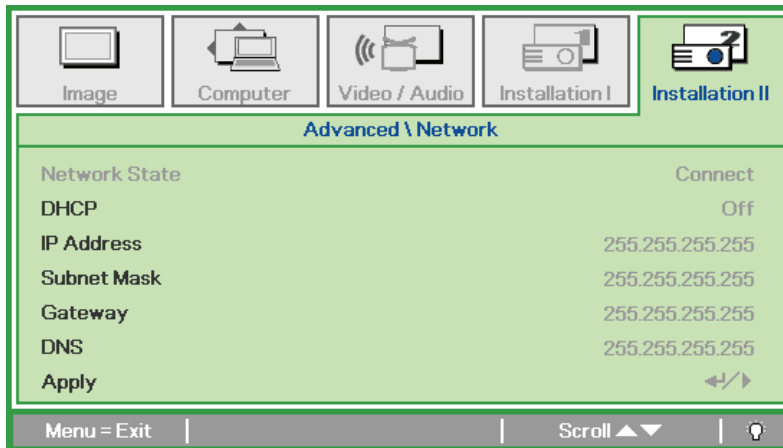 Image Computer Video / Audio Installation I Installation II
Advanced \ Network
Network State Connect
DHCP Off
IP Address 255.255.255.255
Subnet Mask 255.255.255.255
Gateway 255.255.255.255
DNS 255.255.255.255
Apply ↵/▶
Menu = Exit Scroll ▲▼